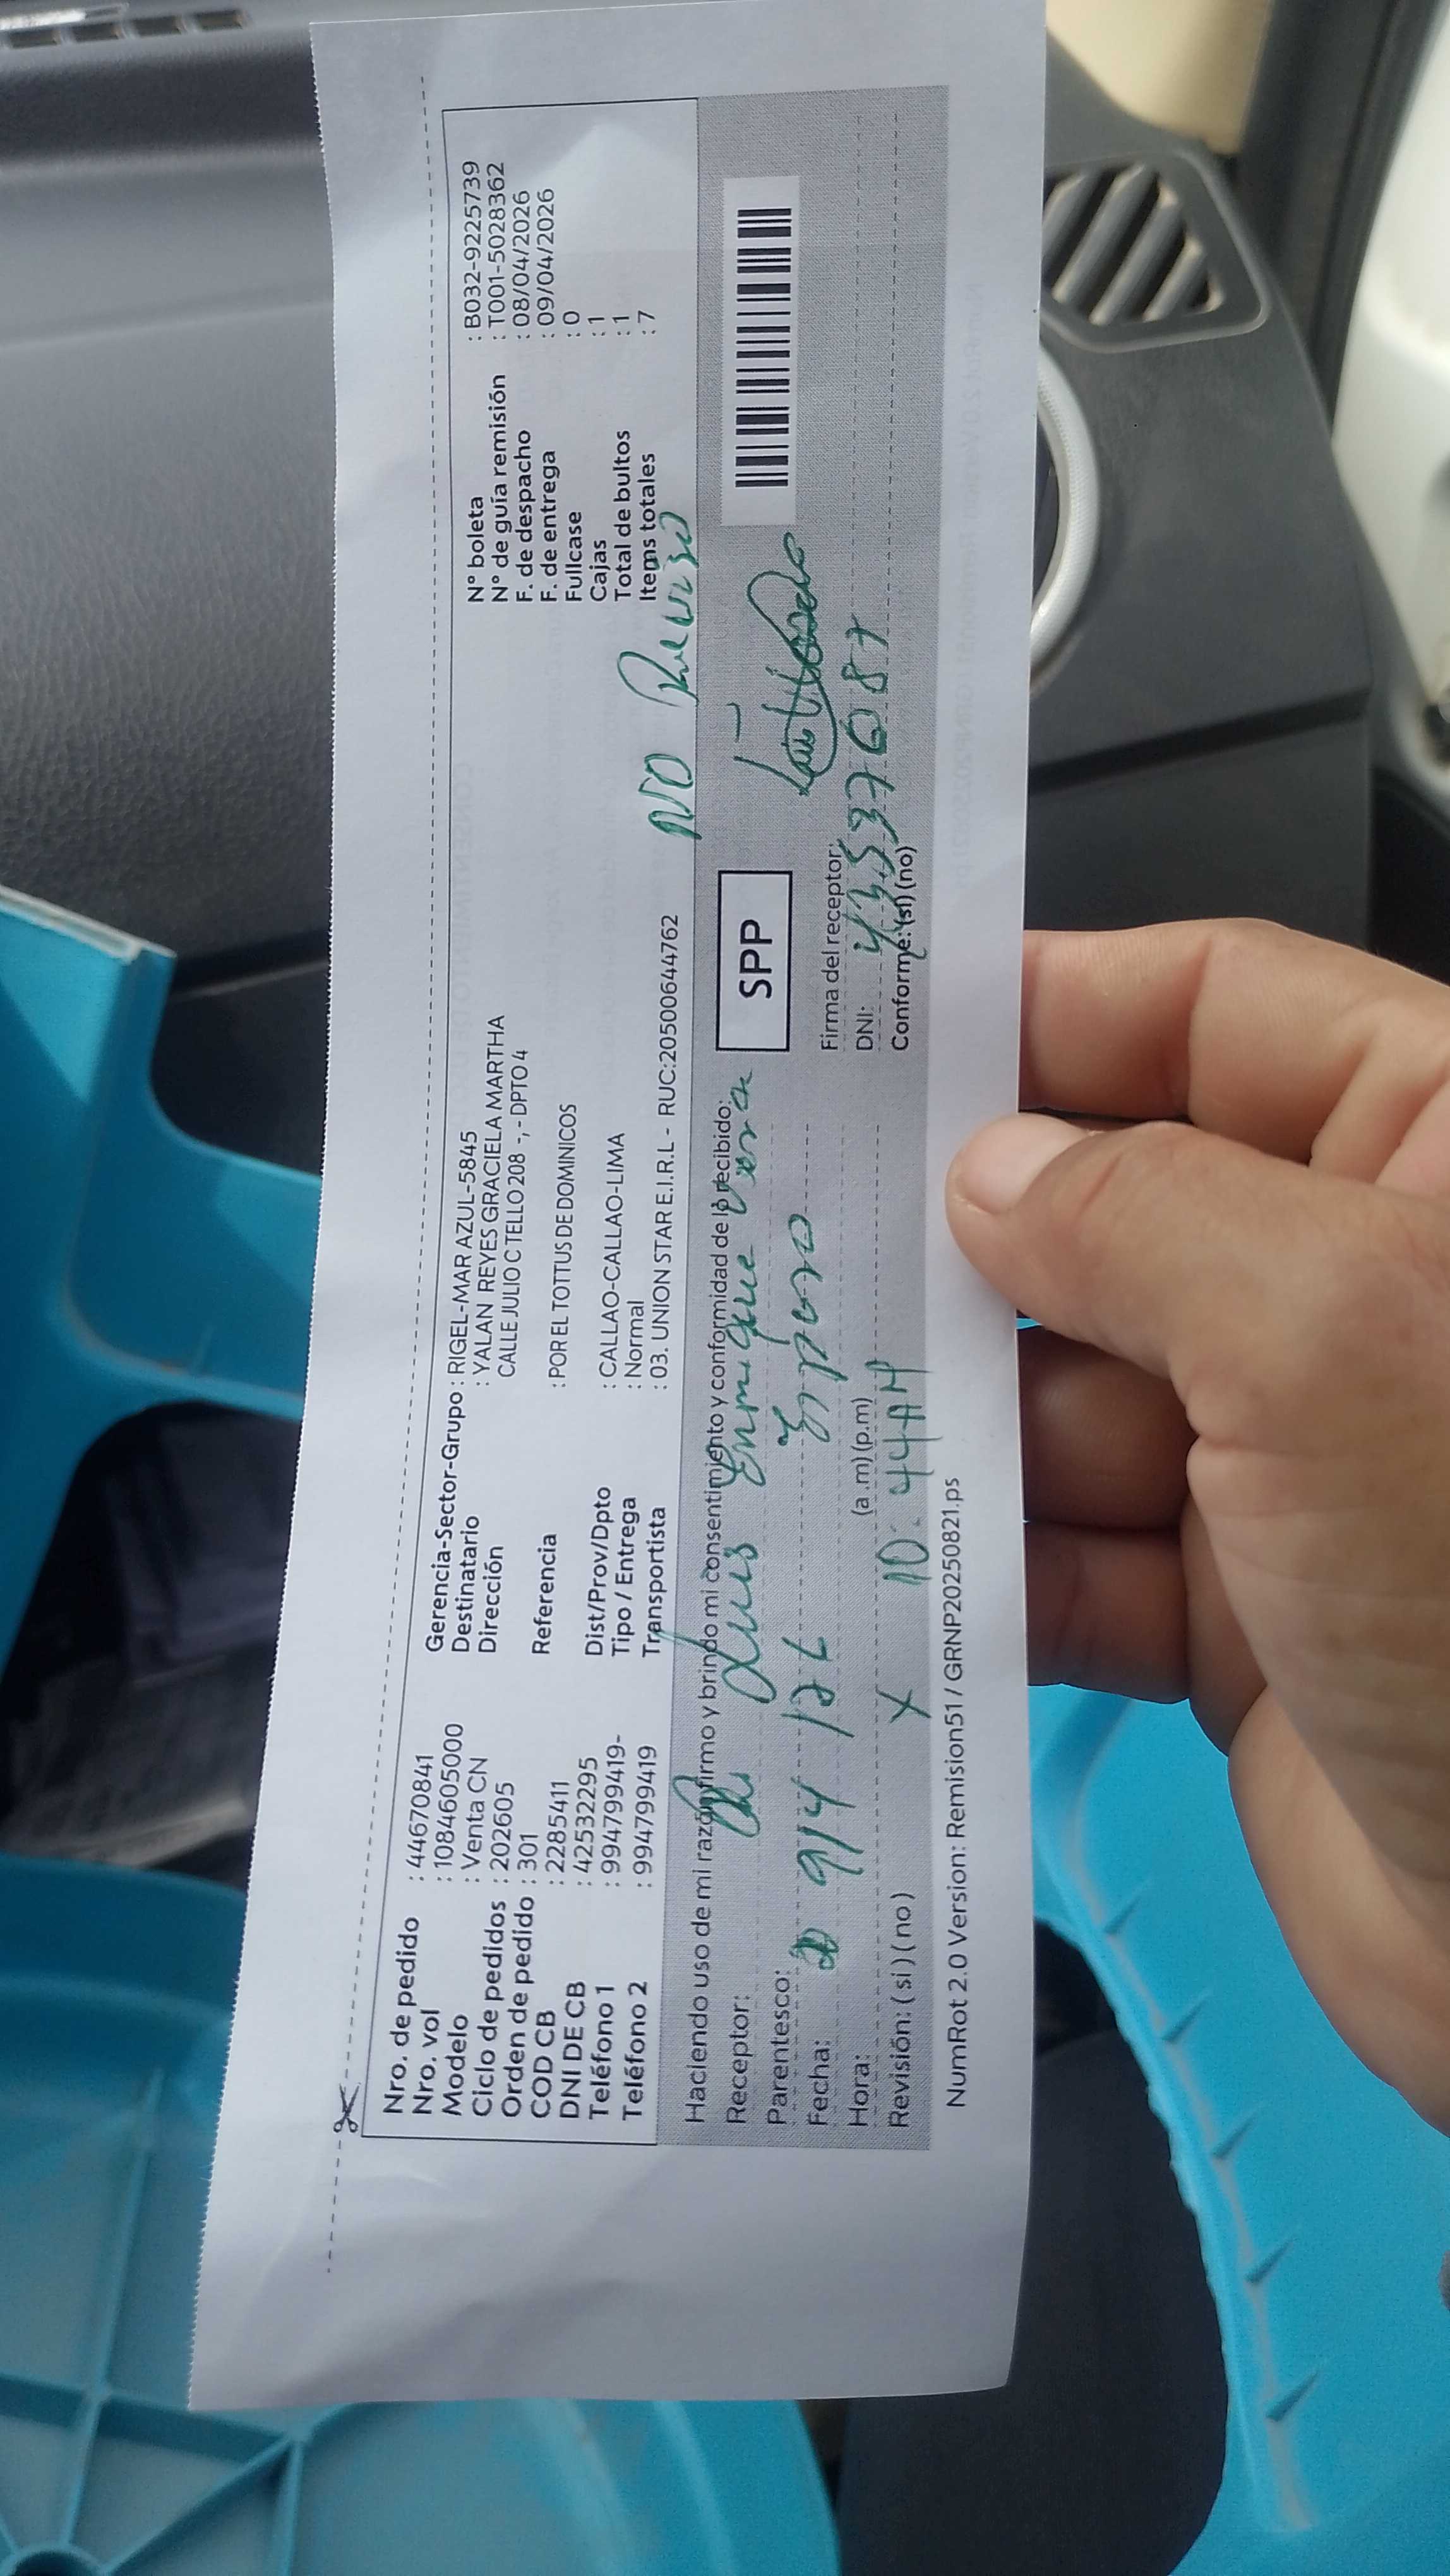 Nro. de pedido : 44670841
Nro. vol : 1084605000
Modelo : Venta CN
Ciclo de pedidos : 202605
Orden de pedido : 301
COD CB : 2285411
DNI DE CB : 42532295
Teléfono 1 : 994799419-
Teléfono 2 : 994799419
Gerencia-Sector-Grupo : RIGEL-MAR AZUL-5845
Destinatario : YALAN REYES GRACIELA MARTHA
Dirección CALLE JULIO C TELLO 208 -, - DPTO 4
Referencia : POR EL TOTTUS DE DOMINICOS
Dist/Prov/Dpto : CALLAO-CALLAO-LIMA
Tipo / Entrega : Normal
Transportista : 03. UNION STAR E.I.R.L - RUC:20500644762
N° boleta : B032-9225739
N° de guía remisión : T001-5028362
F. de despacho : 08/04/2026
F. de entrega : 09/04/2026
Fullcase : 0
Cajas : 1
Total de bultos : 1
Items totales : 7
NO
Haciendo uso de mi razón firmo y brindo mi consentimiento y conformidad de lo recibido:
Receptor: Luis Enrique Vera
Parentesco:
Fecha: 9/4/26
Hora: (a .m) (p.m)
10:44AM
Revisión: ( si ) ( no ) X
SPP
Firma del receptor:
DNI: 43537687
Conforme: (si) (no)
NumRot 2.0 Version: Remision51 / GRNP20250821.ps